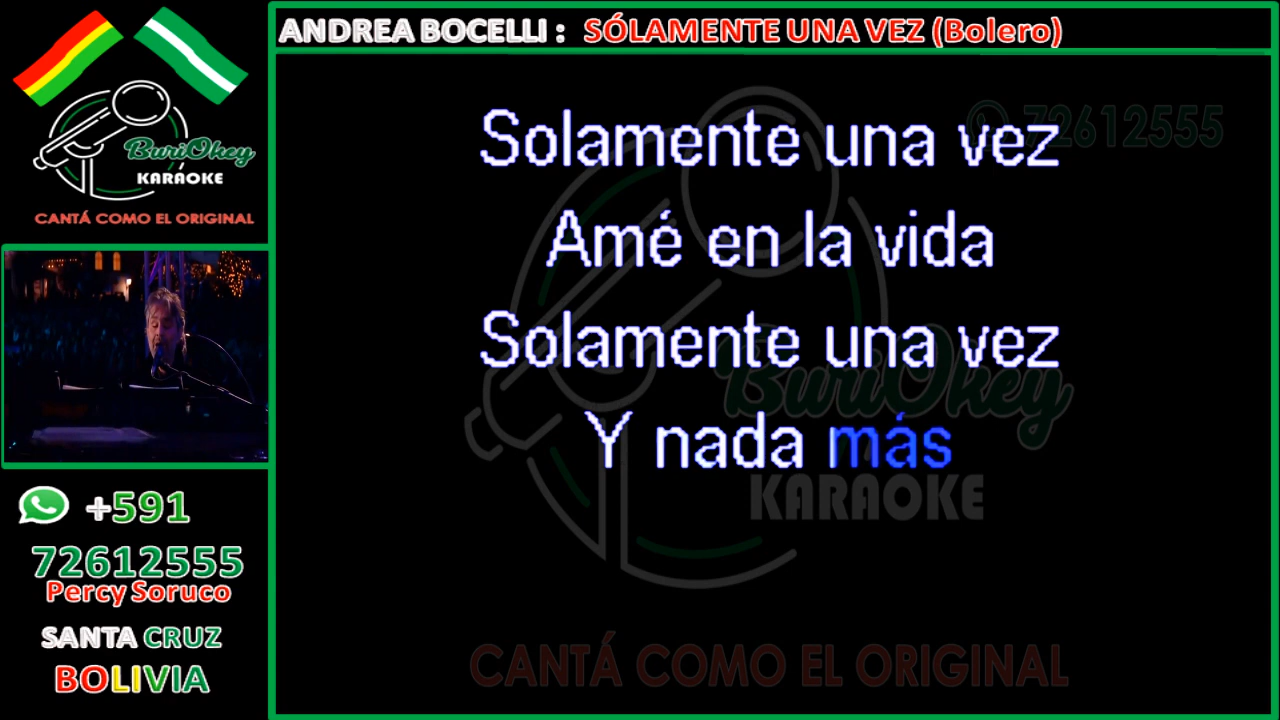 ANDREA BOCELLI : SÓLAMENTE UNA VEZ (Bolero)
BuriOkey
KARAOKE
CANTÁ COMO EL ORIGINAL
+591
72612555
Percy Soruco
SANTA CRUZ
BOLIVIA
72612555
Solamente una vez
Amé en la vida
Solamente una vez
Y nada más
BuriOkey
KARAOKE
CANTÁ COMO EL ORIGINAL